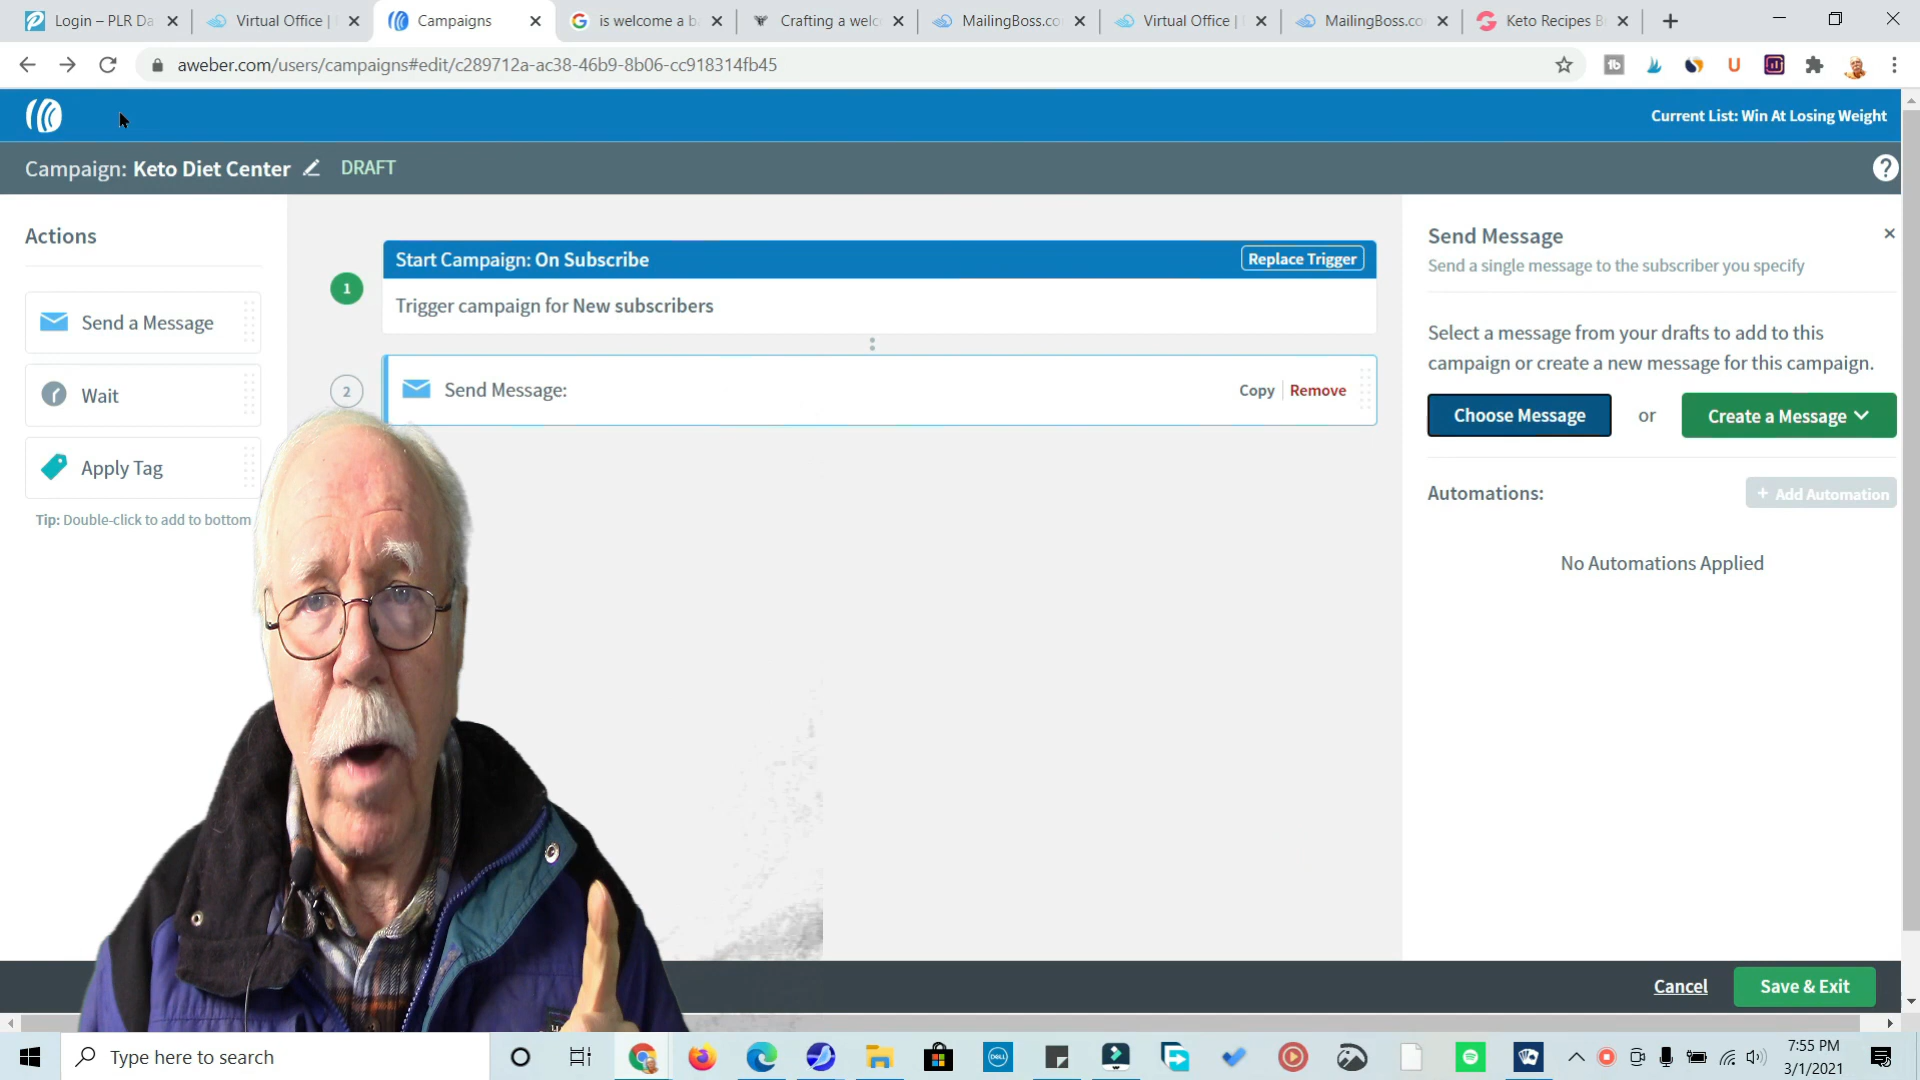 Login – PLR Da
Virtual Office |
Campaigns
is welcome a b
Crafting a welc
MailingBoss.co
Virtual Office |
MailingBoss.co
Keto Recipes B
aweber.com/users/campaigns#edit/c289712a-ac38-46b9-8b06-cc918314fb45
Current List: Win At Losing Weight
Campaign: Keto Diet Center
DRAFT
?
Actions
Send a Message
Wait
Apply Tag
Tip: Double-click to add to bottom
1
Start Campaign: On Subscribe
Replace Trigger
Trigger campaign for New subscribers
2
Send Message:
Copy
Remove
Send Message
Send a single message to the subscriber you specify
Select a message from your drafts to add to this
campaign or create a new message for this campaign.
Choose Message
or
Create a Message
Automations:
+ Add Automation
No Automations Applied
Cancel
Save & Exit
Type here to search
DELL
7:55 PM
3/1/2021